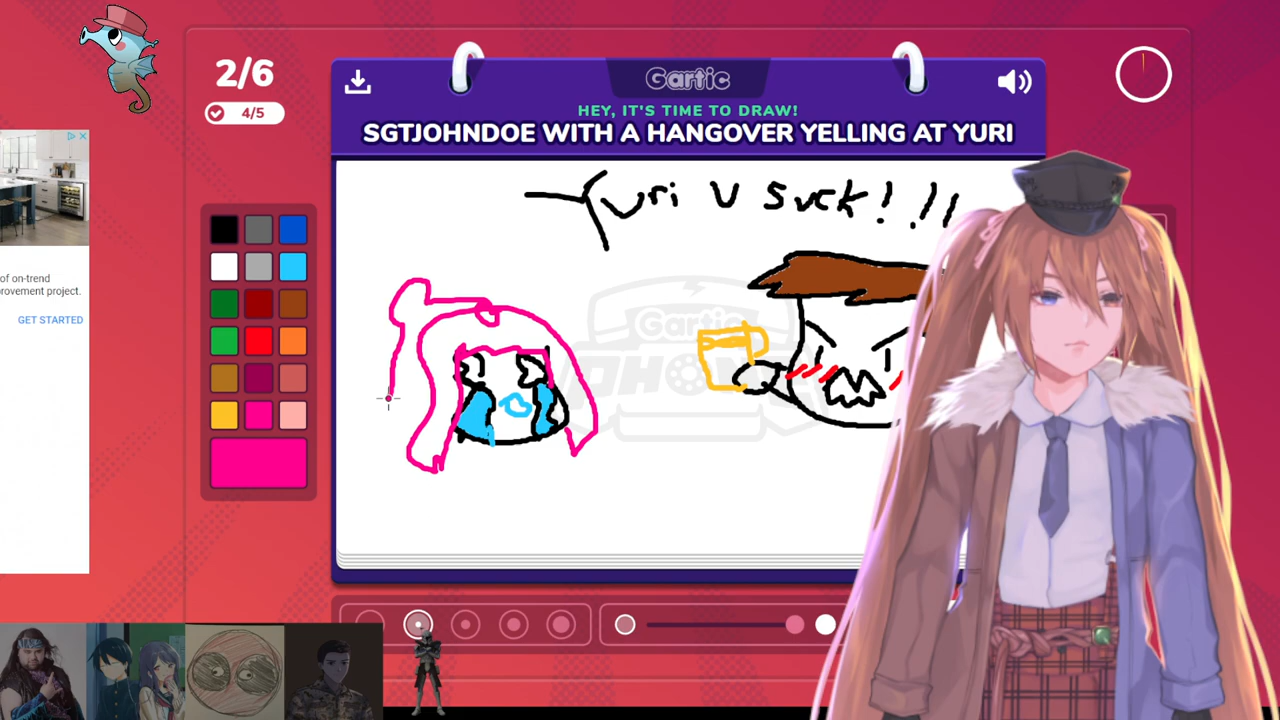 2/6
4/5
Gartic
HEY, IT'S TIME TO DRAW!
SGTJOHNDOE WITH A HANGOVER YELLING AT YURI
Yuri U Suck! !!!
Gartic
of on-trend
rovement project.
GET STARTED